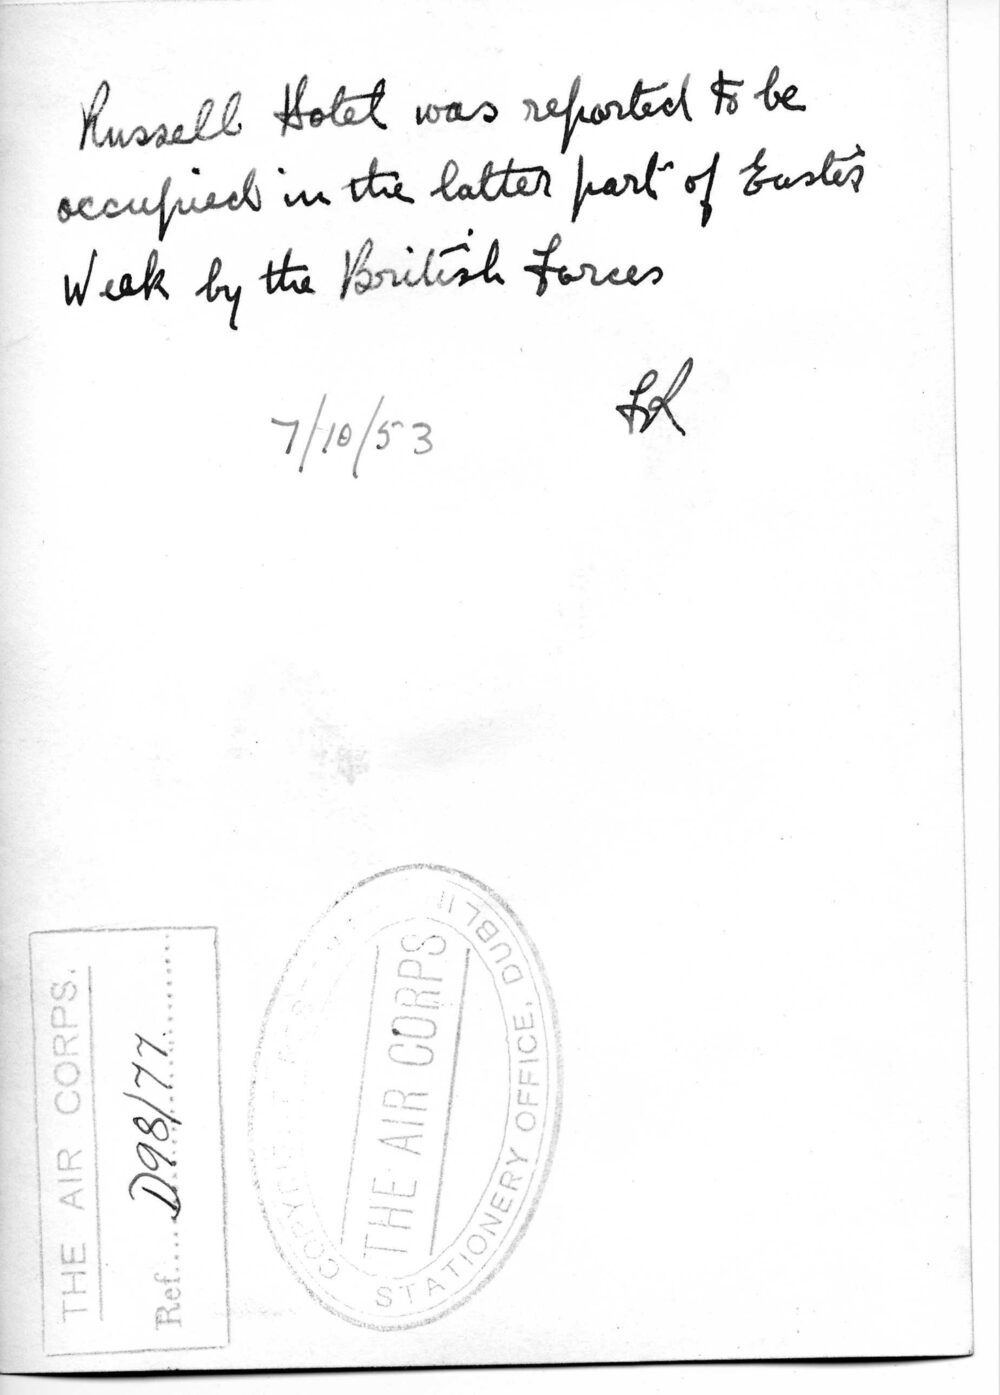 Russell Hotel was reported to be
occupied in the latter part of Easter
Week by the British Forces
FR
7/10/53
THE AIR CORPS.
Ref.... D98/77
THE AIR CORPS
STATIONERY OFFICE, DUBLIN